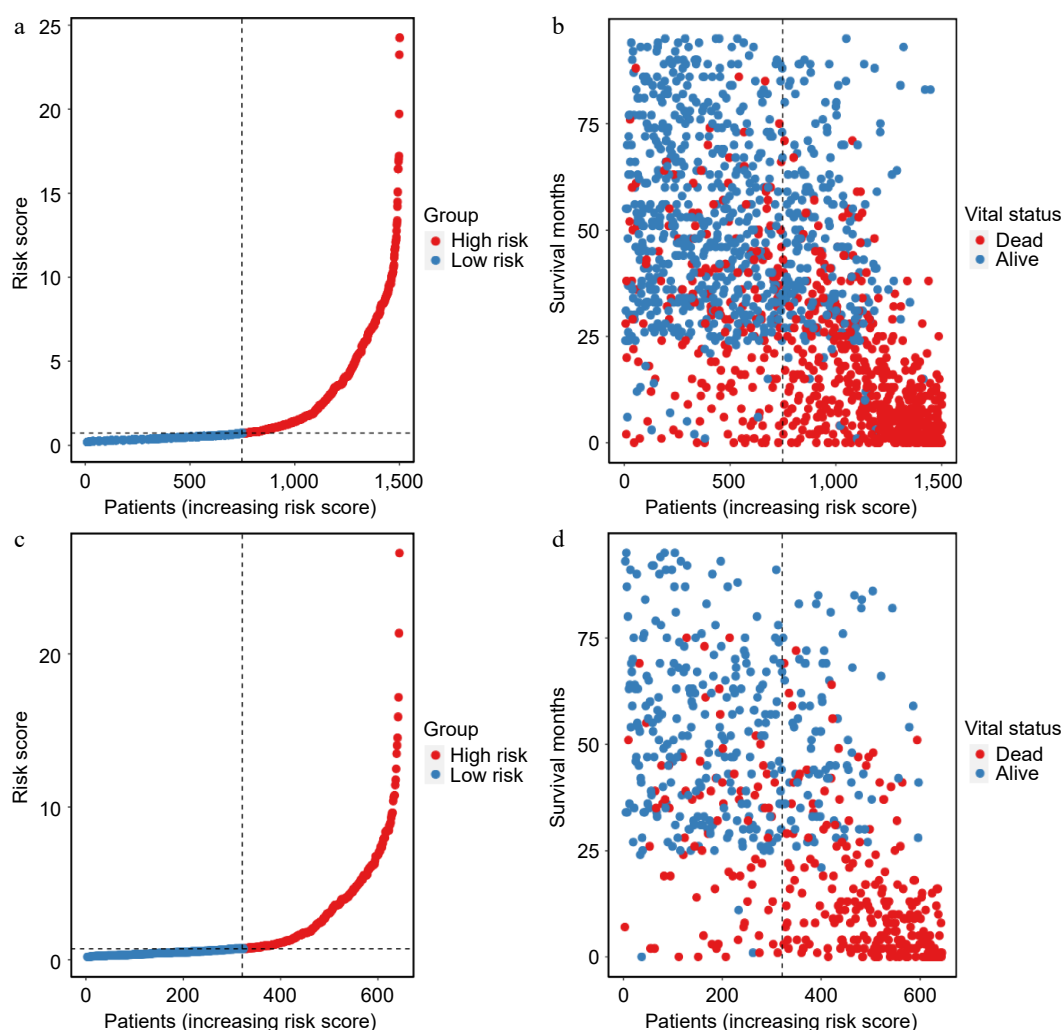 a
25
20
15
10
5
0
Risk score
0
500
1,000
1,500
Patients (increasing risk score)
Group
High risk
Low risk
b
75
50
25
0
Survival months
0
500
1,000
1,500
Patients (increasing risk score)
Vital status
Dead
Alive
c
20
10
0
Risk score
0
200
400
600
Patients (increasing risk score)
Group
High risk
Low risk
d
75
50
25
0
Survival months
0
200
400
600
Patients (increasing risk score)
Vital status
Dead
Alive